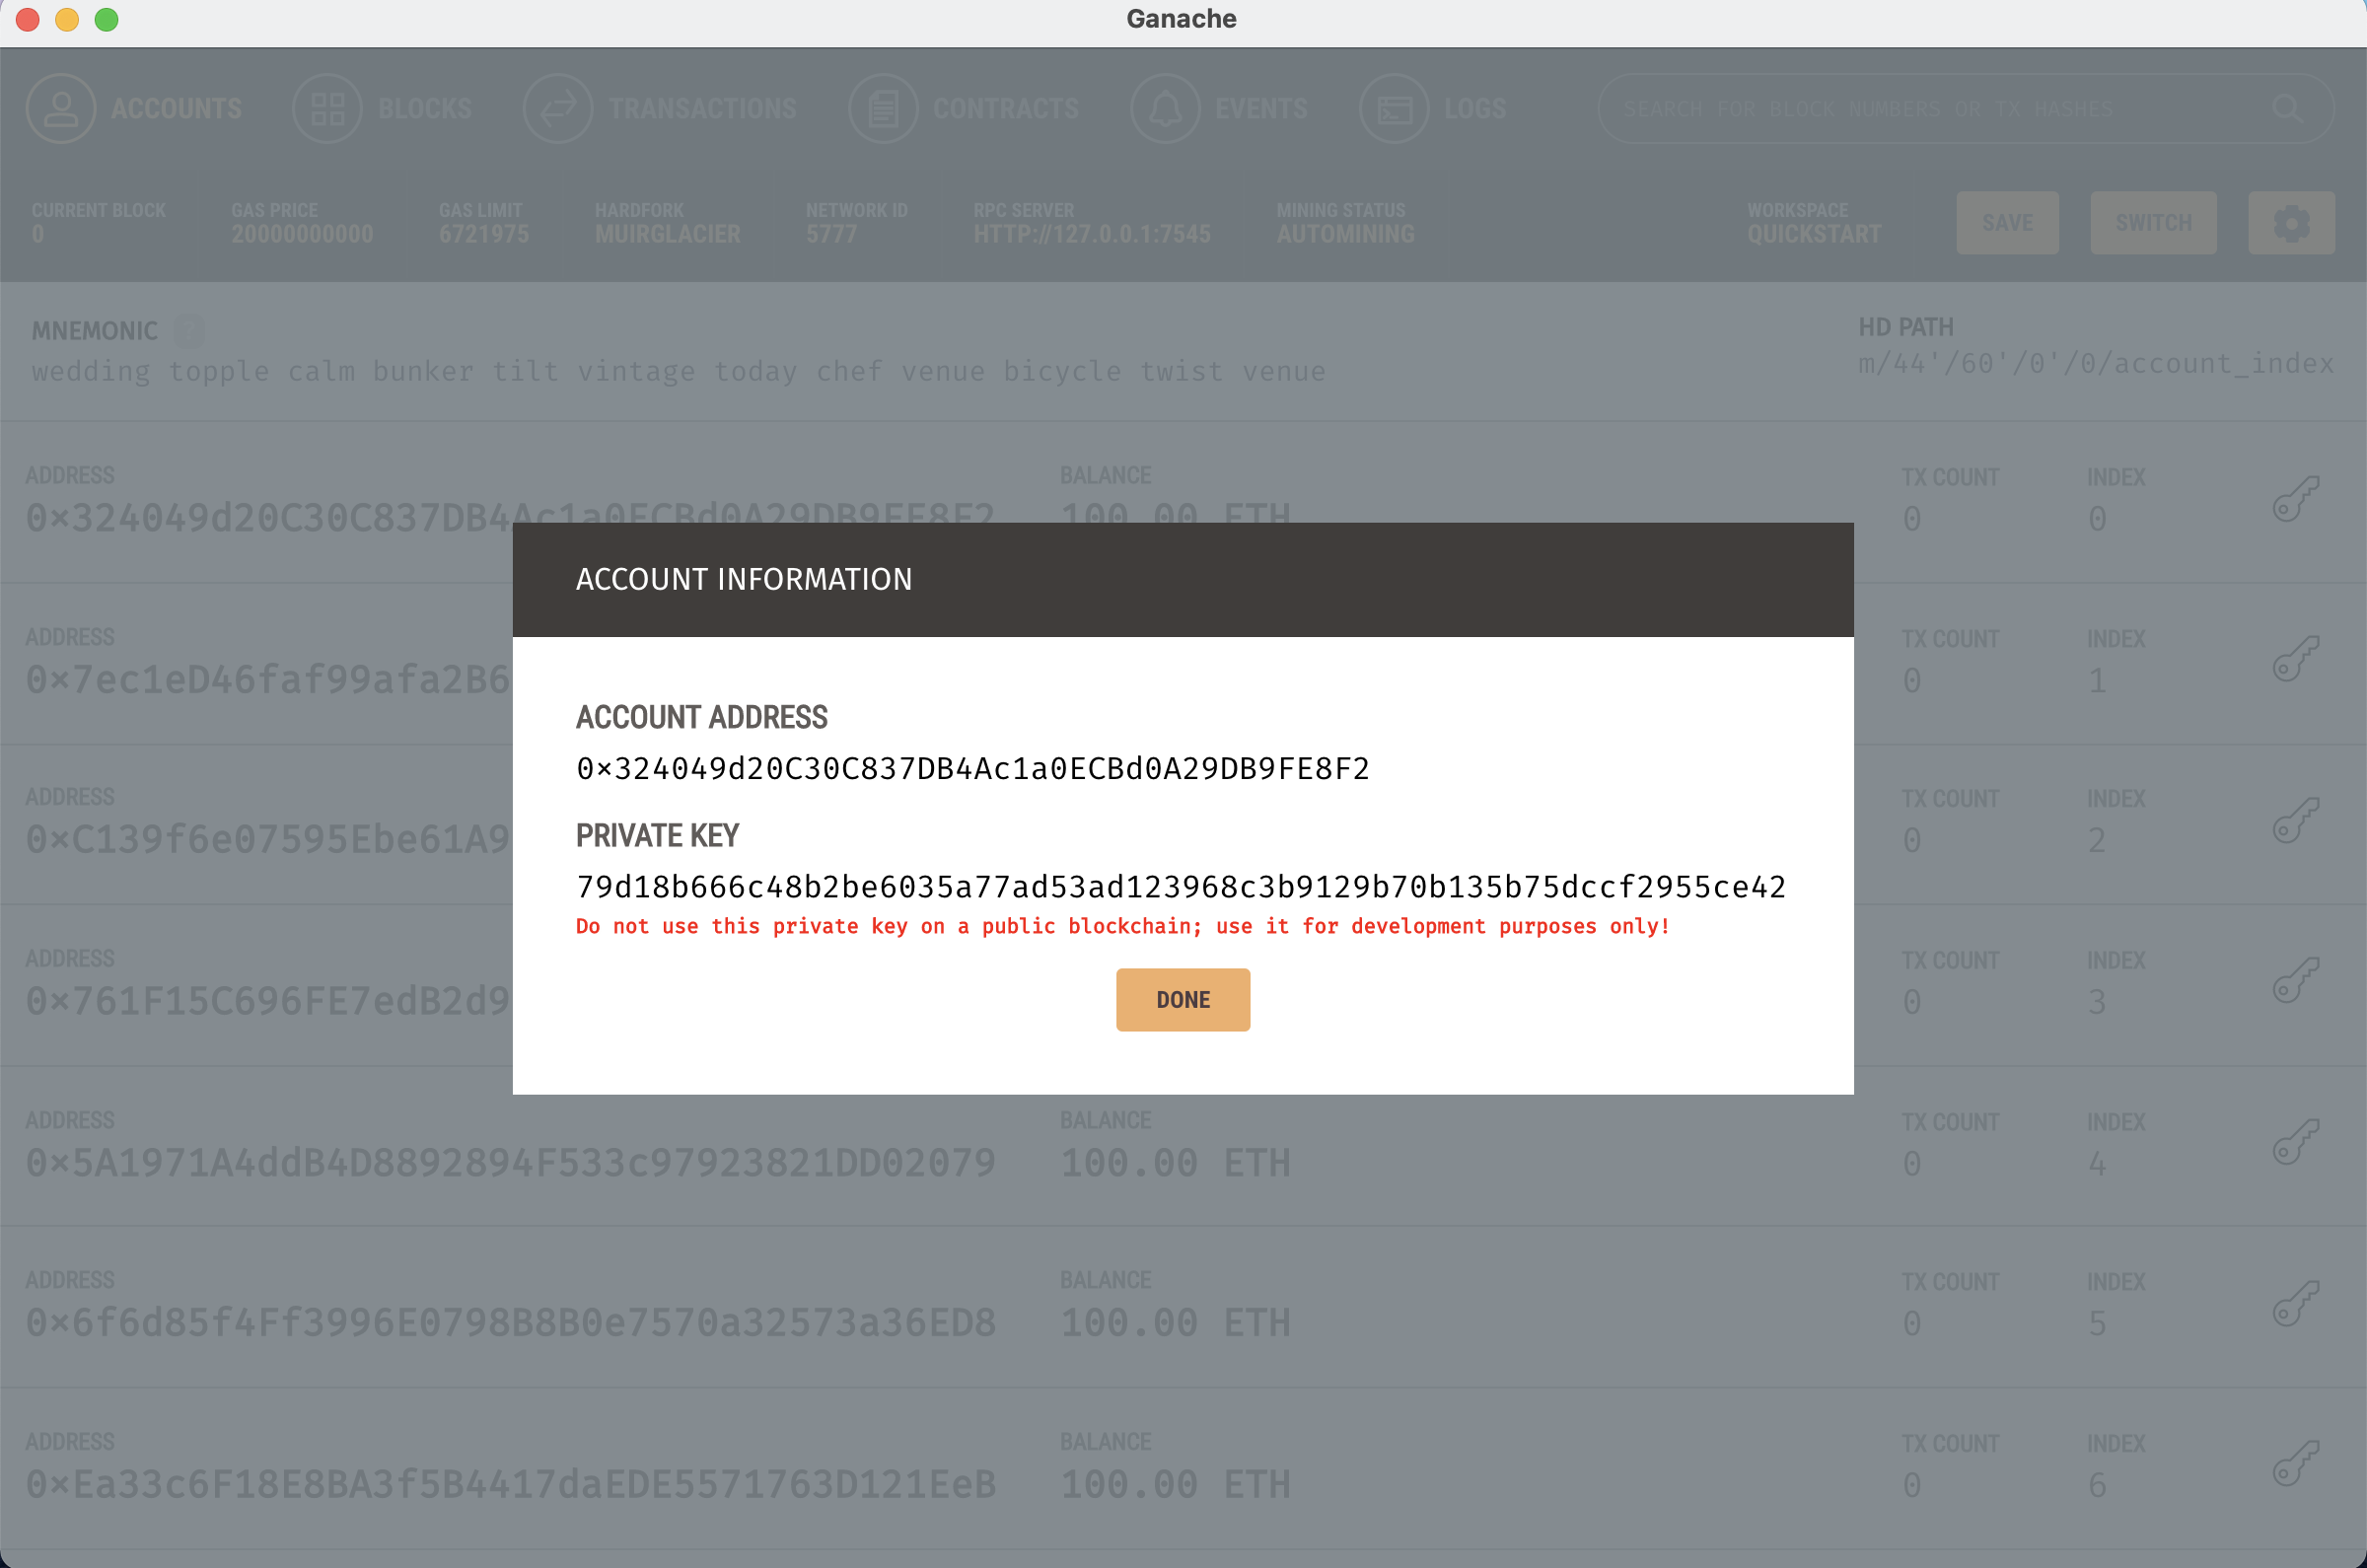 Ganache
ACCOUNTS BLOCKS TRANSACTIONS CONTRACTS EVENTS LOGS SEARCH FOR BLOCK NUMBERS OR TX HASHES
CURRENT BLOCK GAS PRICE GAS LIMIT HARDFORK NETWORK ID RPC SERVER MINING STATUS WORKSPACE SAVE SWITCH
0 20000000000 6721975 MUIRGLACIER 5777 HTTP://127.0.0.1:7545 AUTOMINING QUICKSTART
MNEMONIC ? HD PATH
wedding topple calm bunker tilt vintage today chef venue bicycle twist venue m/44'/60'/0'/0/account_index
ADDRESS BALANCE TX COUNT INDEX
0×324049d20C30C837DB4Ac1a0ECBd0A29DB9FE8F2 100.00 ETH 0 0
ACCOUNT INFORMATION
ADDRESS TX COUNT INDEX
0×7ec1eD46faf99afa2B6 0 1
ACCOUNT ADDRESS
0×324049d20C30C837DB4Ac1a0ECBd0A29DB9FE8F2
ADDRESS TX COUNT INDEX
0×C139f6e07595Ebe61A9 0 2
PRIVATE KEY
79d18b666c48b2be6035a77ad53ad123968c3b9129b70b135b75dccf2955ce42
Do not use this private key on a public blockchain; use it for development purposes only!
ADDRESS TX COUNT INDEX
0×761F15C696FE7edB2d9 0 3
DONE
ADDRESS BALANCE TX COUNT INDEX
0×5A1971A4ddB4D8892894F533c97923821DD02079 100.00 ETH 0 4
ADDRESS BALANCE TX COUNT INDEX
0×6f6d85f4Ff3996E0798B8B0e7570a32573a36ED8 100.00 ETH 0 5
ADDRESS BALANCE TX COUNT INDEX
0×Ea33c6F18E8BA3f5B4417daEDE5571763D121EeB 100.00 ETH 0 6